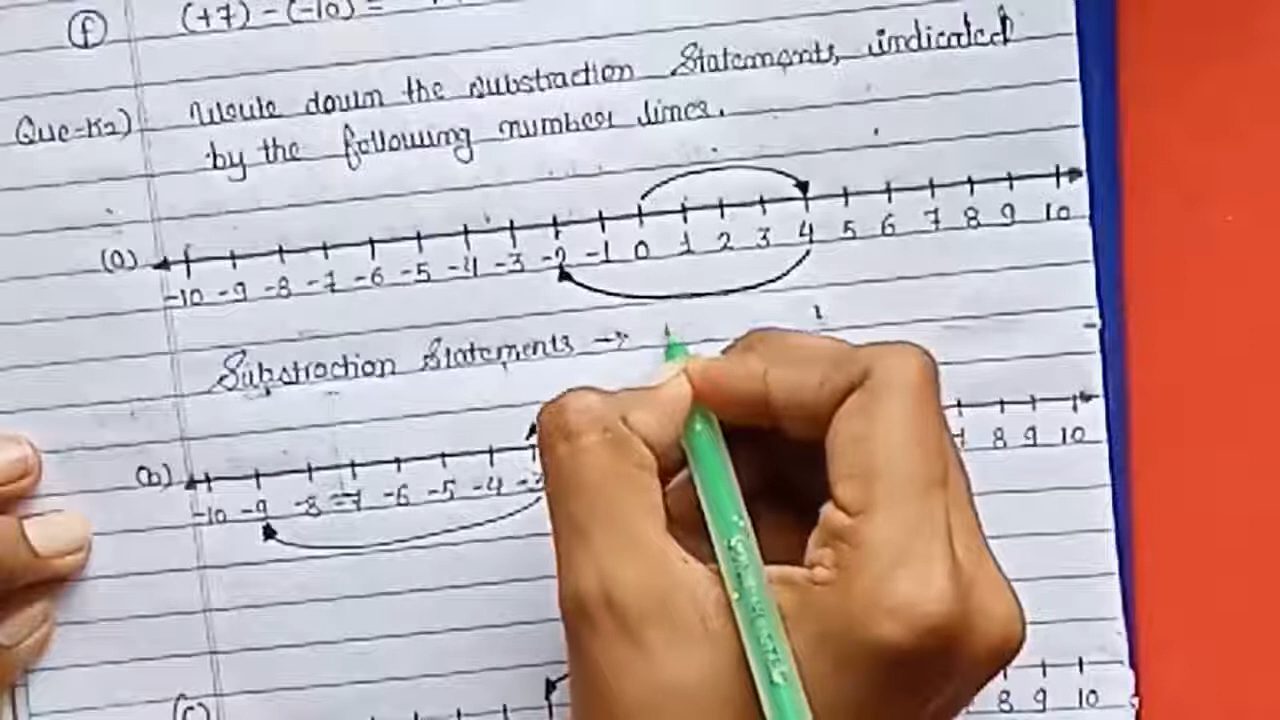 (f) (+7) - (-10) =
Que-K2) Write down the Substraction Statements, indicated
by the following number lines.
(a) -10 -9 -8 -7 -6 -5 -4 -3 -2 -1 0 1 2 3 4 5 6 7 8 9 10
Substraction Statements →
(b) -10 -9 -8 -7 -6 -5 -4 8 9 10
(c) 8 9 10